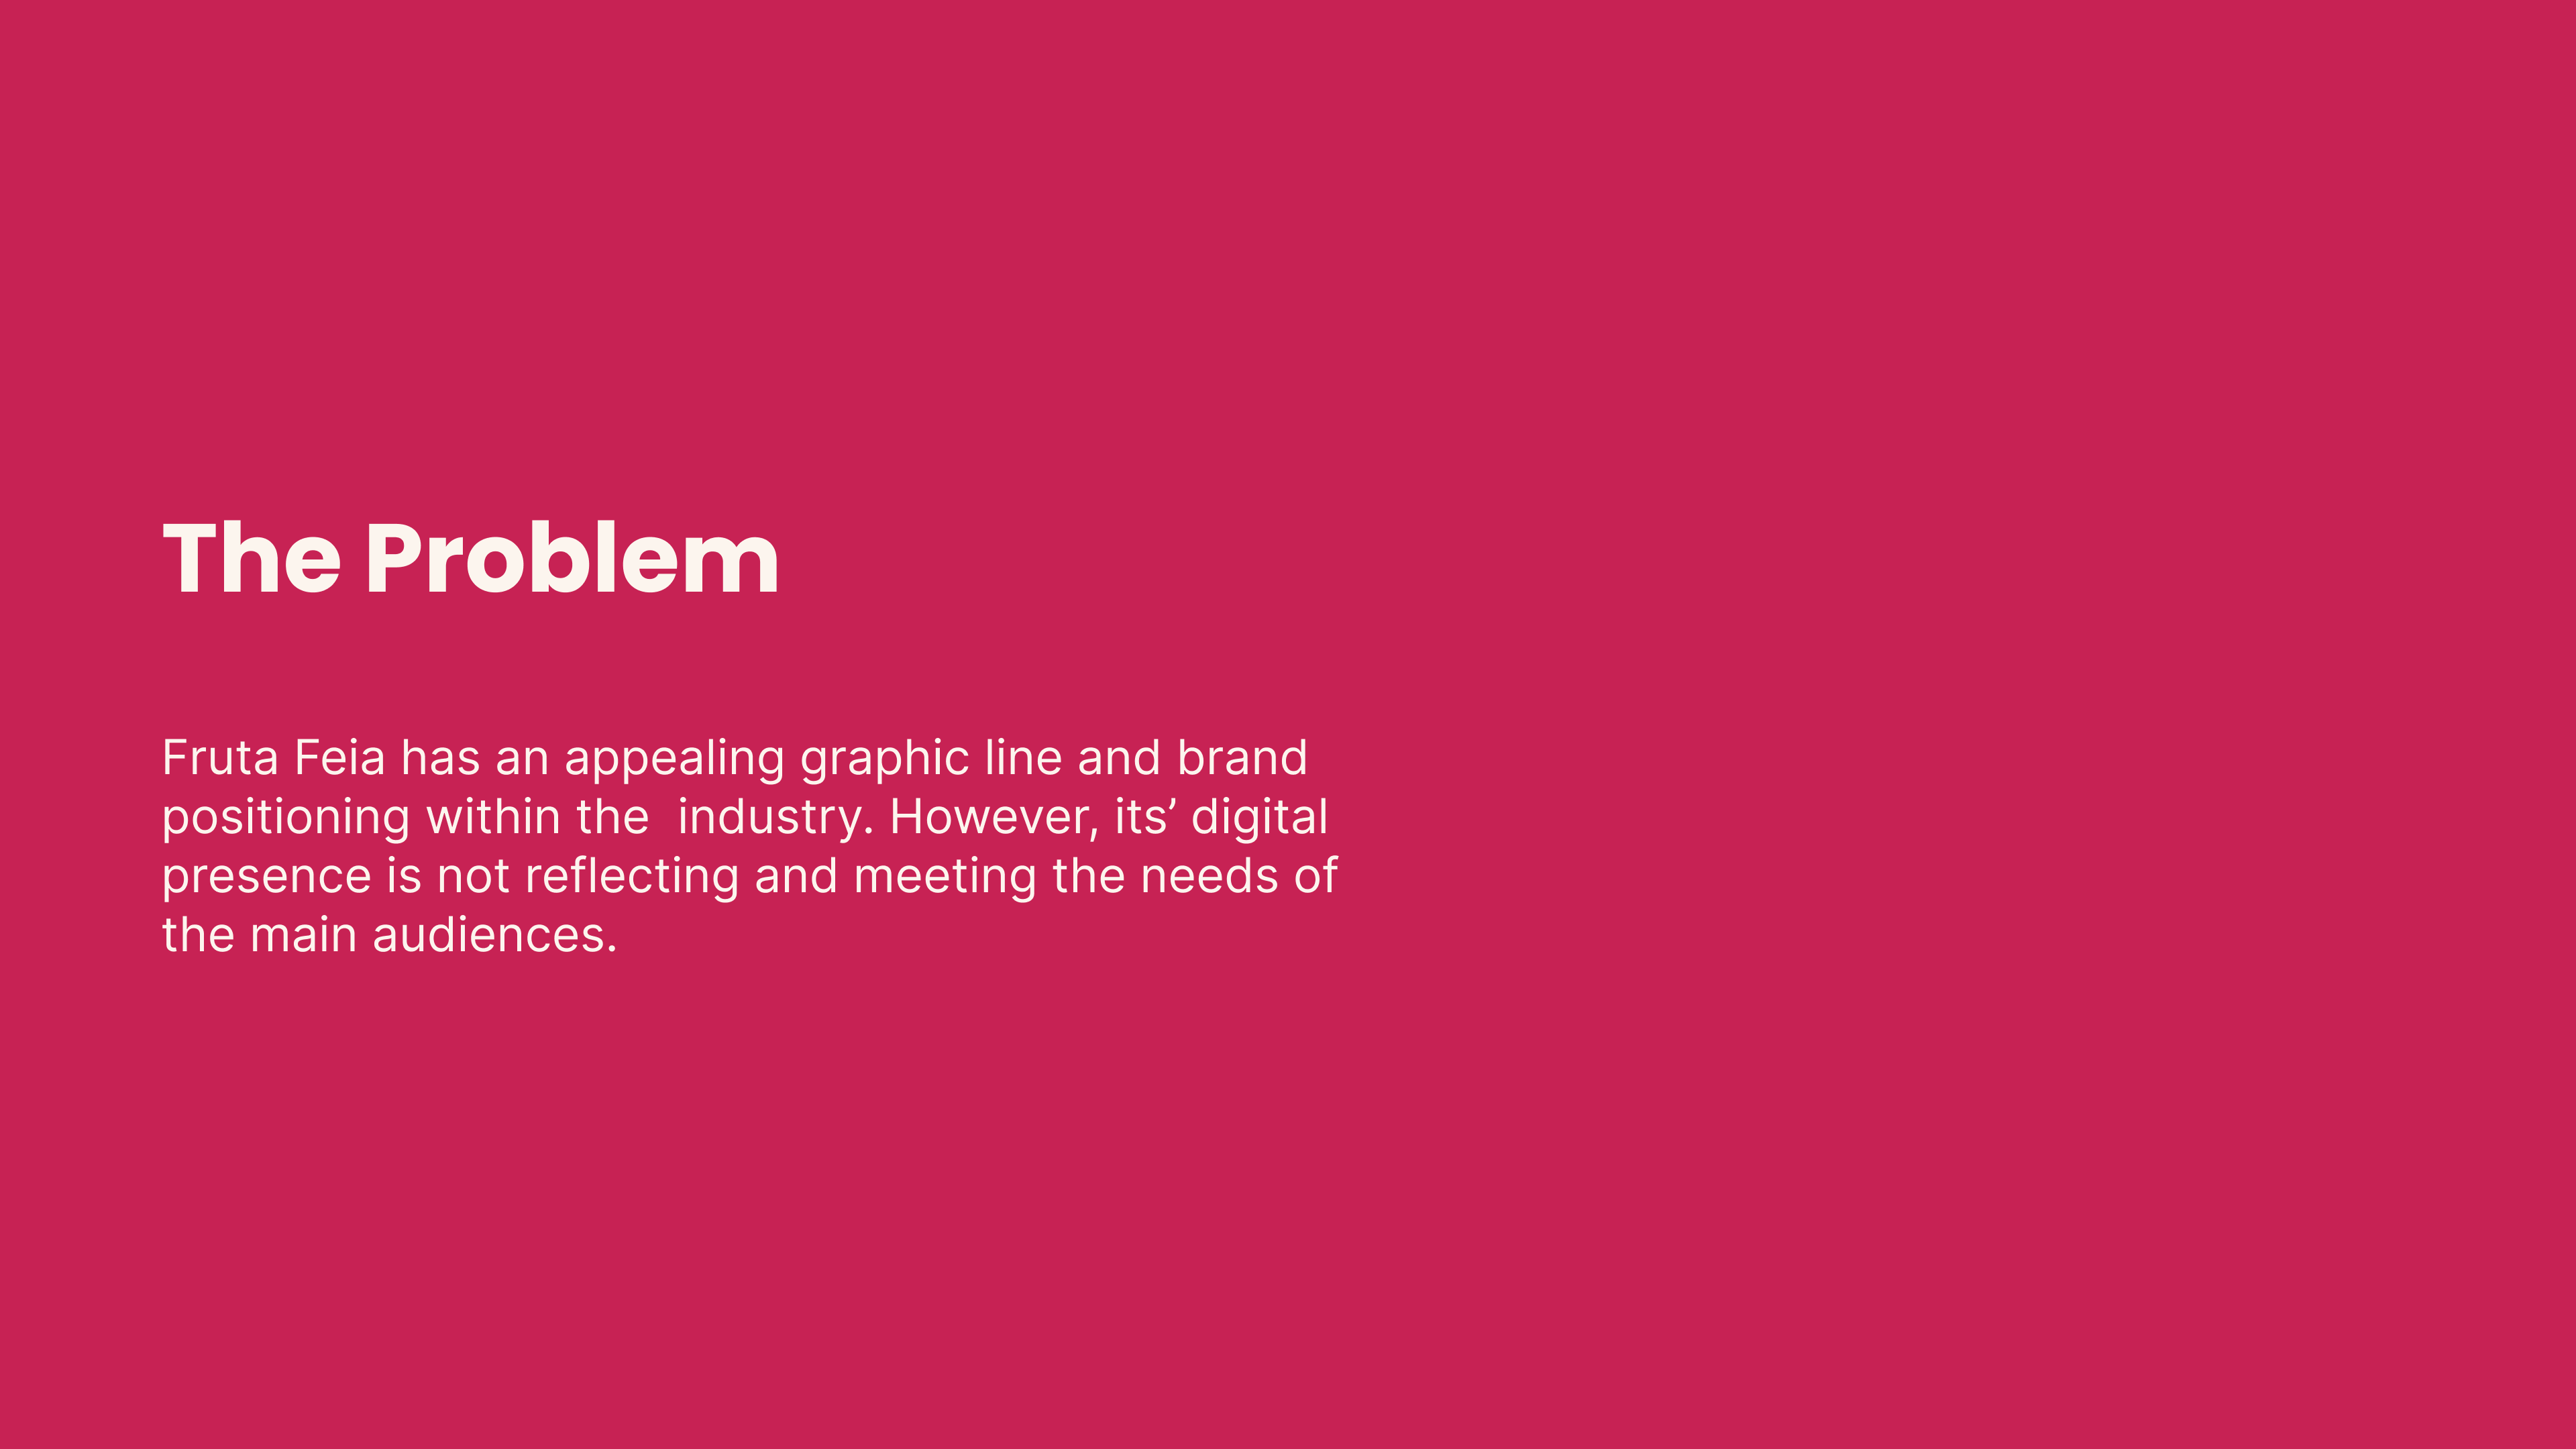 The Problem
Fruta Feia has an appealing graphic line and brand
positioning within the  industry. However, its’ digital
presence is not reflecting and meeting the needs of
the main audiences.